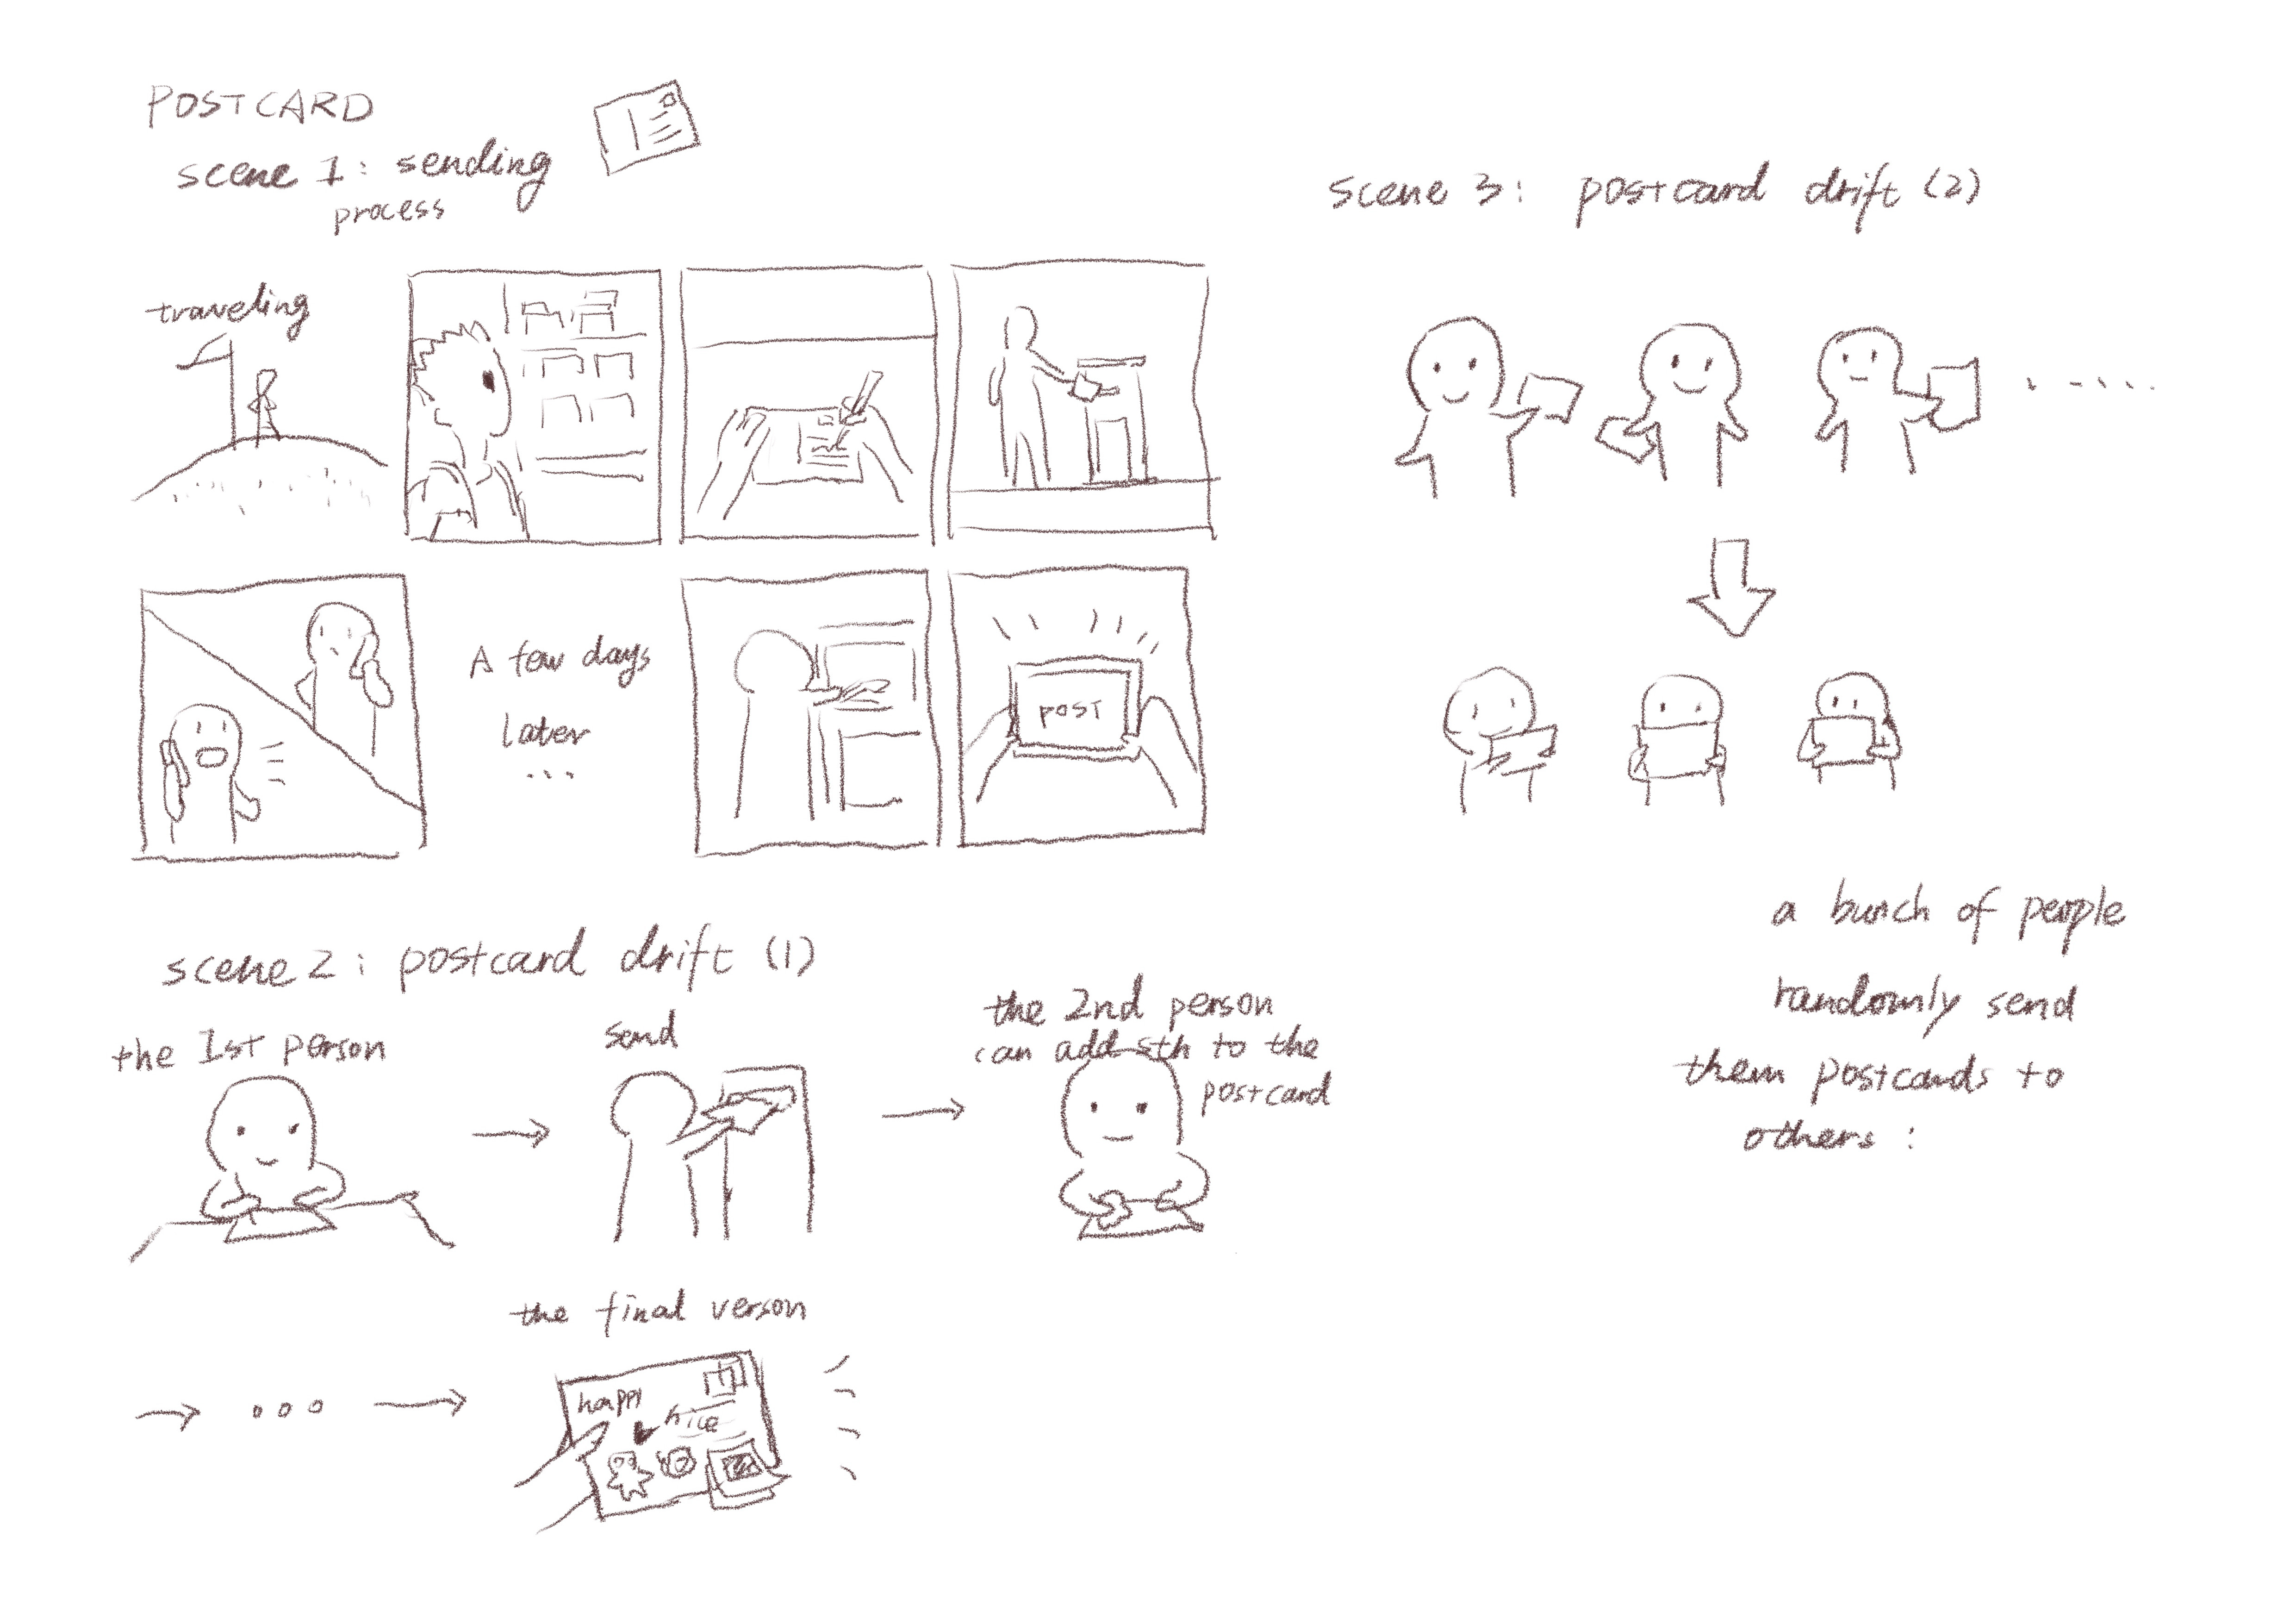 POSTCARD
scene 1: sending
process
traveling
A few days
later
...
POST
scene 2: postcard drift (1)
the 1st person
send
the 2nd person
can add sth to the
postcard
the final verson
happy
nice
scene 3: postcard drift (2)
a bunch of people
randomly send
them postcards to
others :